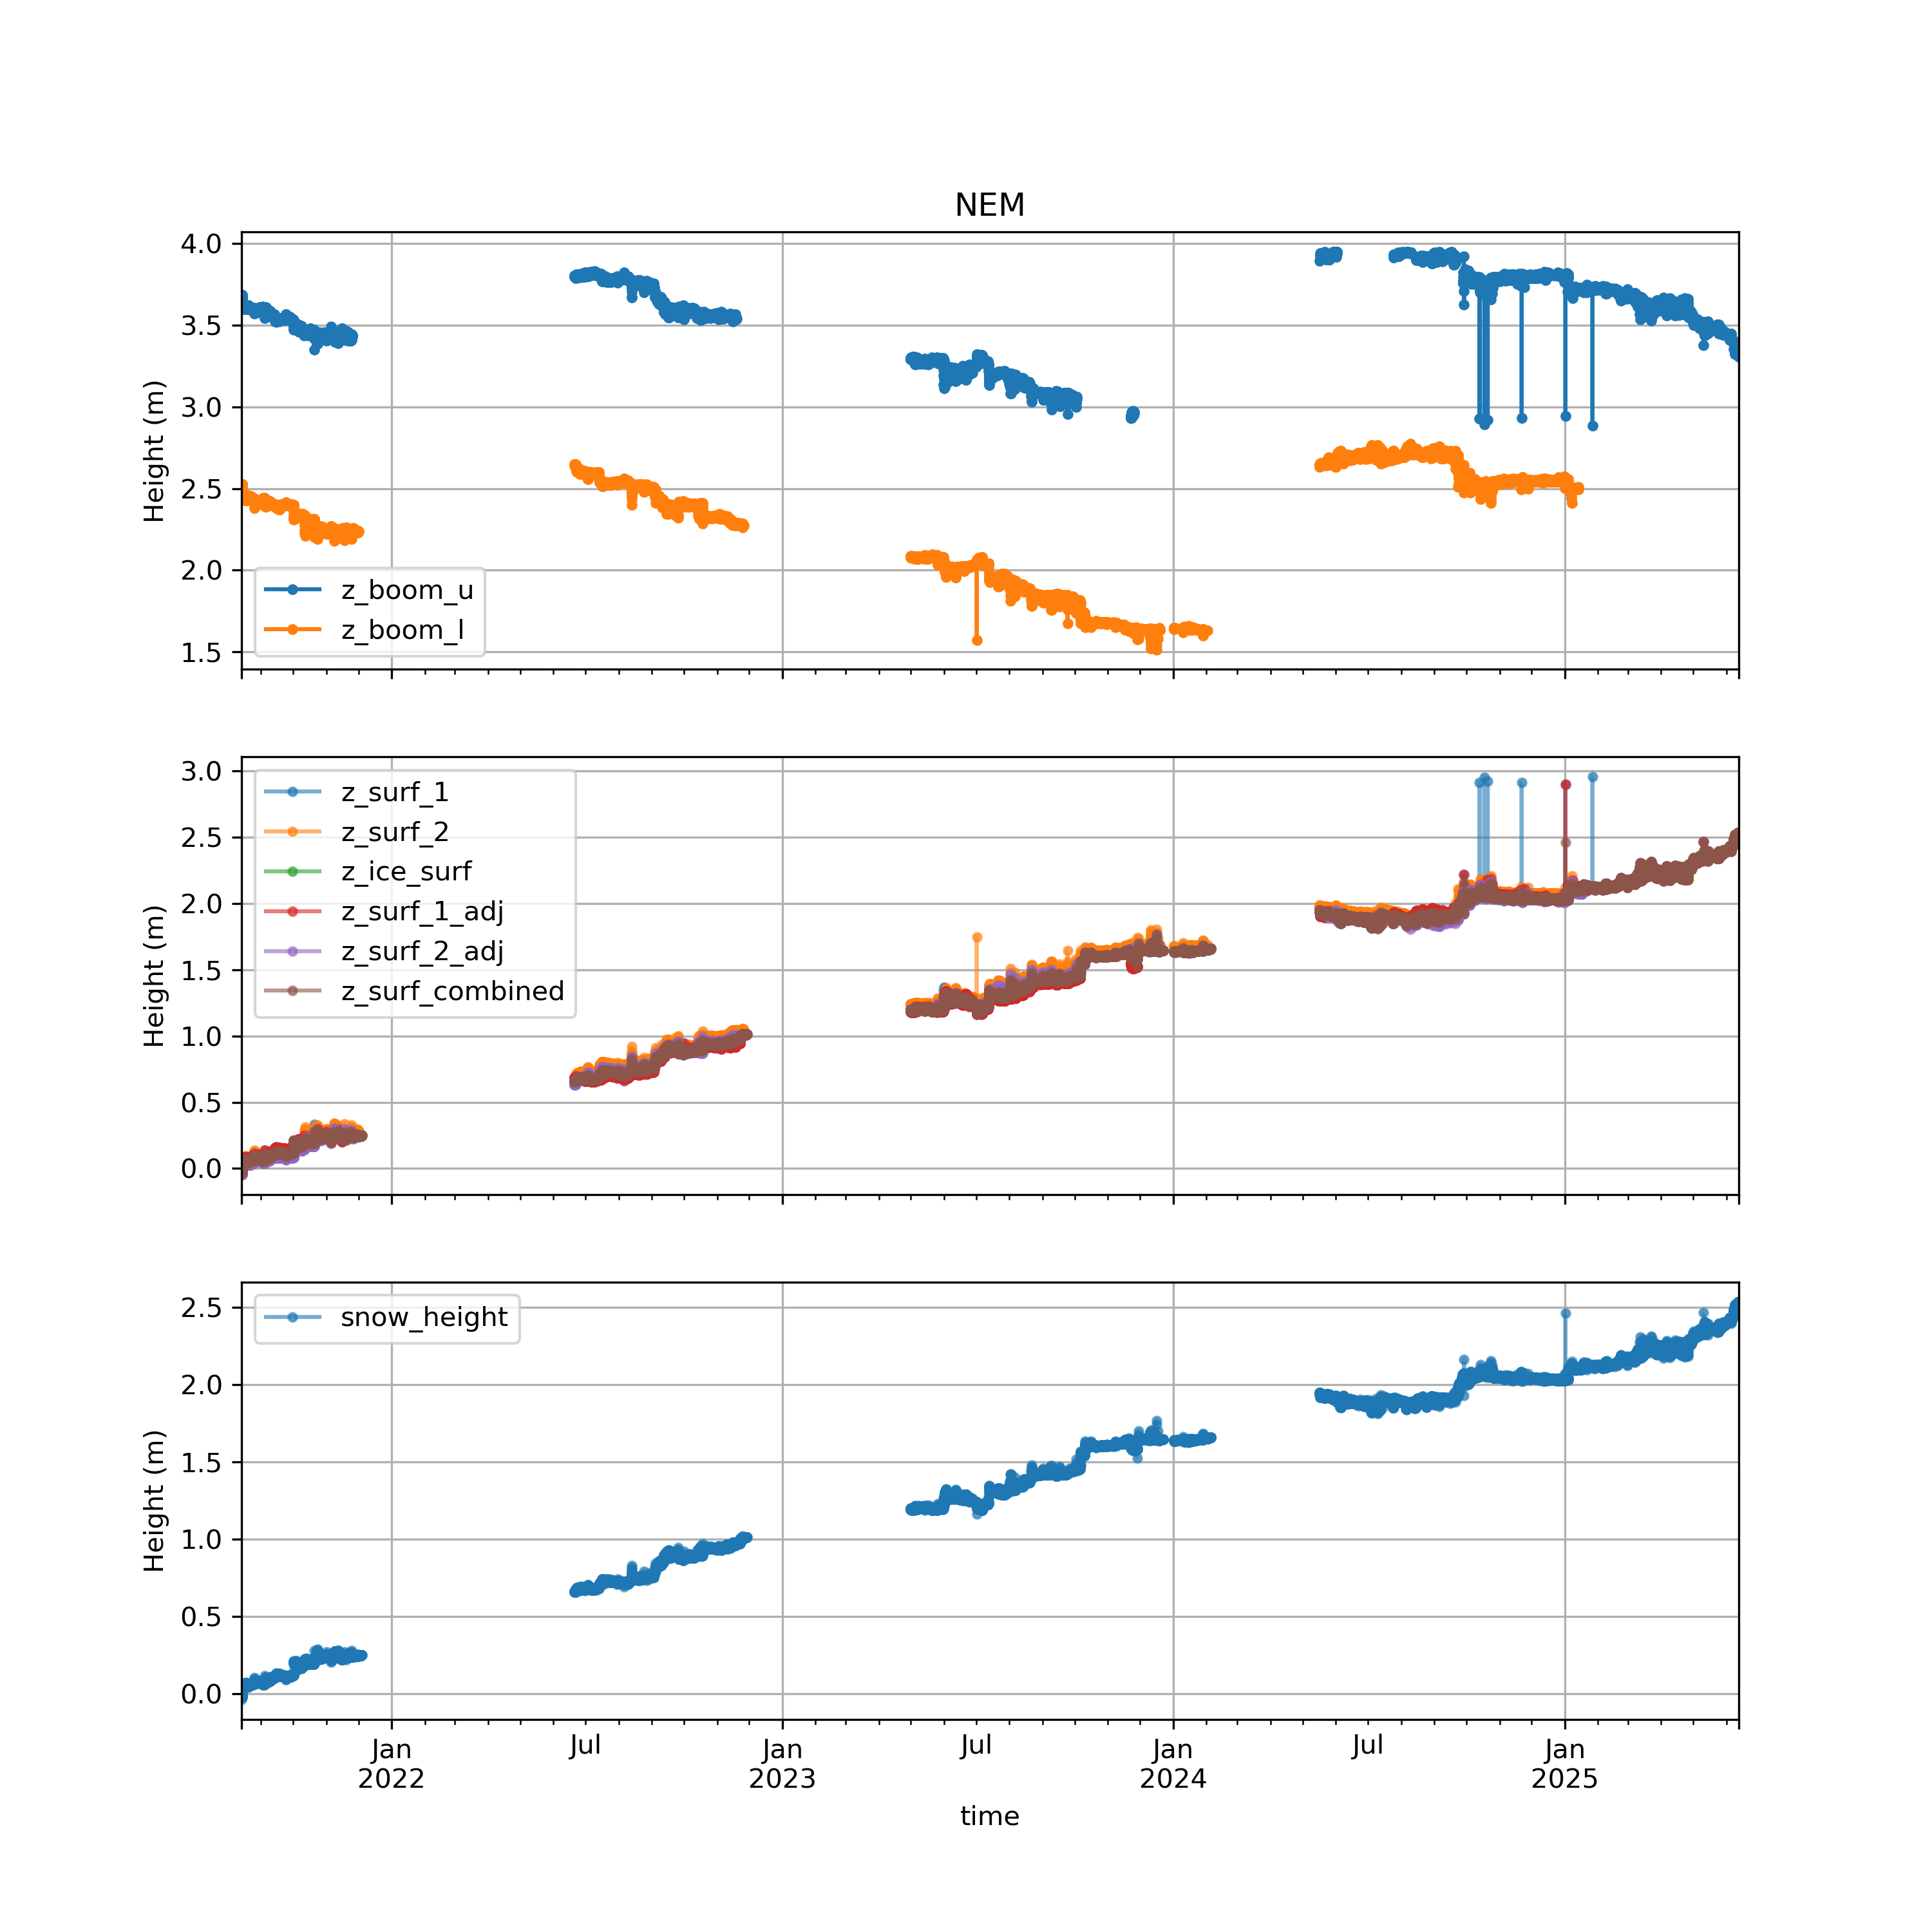 NEM
4.0
3.5
3.0
2.5
2.0
1.5
Height (m)
z_boom_u
z_boom_l
3.0
2.5
2.0
1.5
1.0
0.5
0.0
Height (m)
z_surf_1
z_surf_2
z_ice_surf
z_surf_1_adj
z_surf_2_adj
z_surf_combined
2.5
2.0
1.5
1.0
0.5
0.0
Height (m)
snow_height
Jan Jul Jan Jul Jan Jul Jan
2022 2023 2024 2025
time